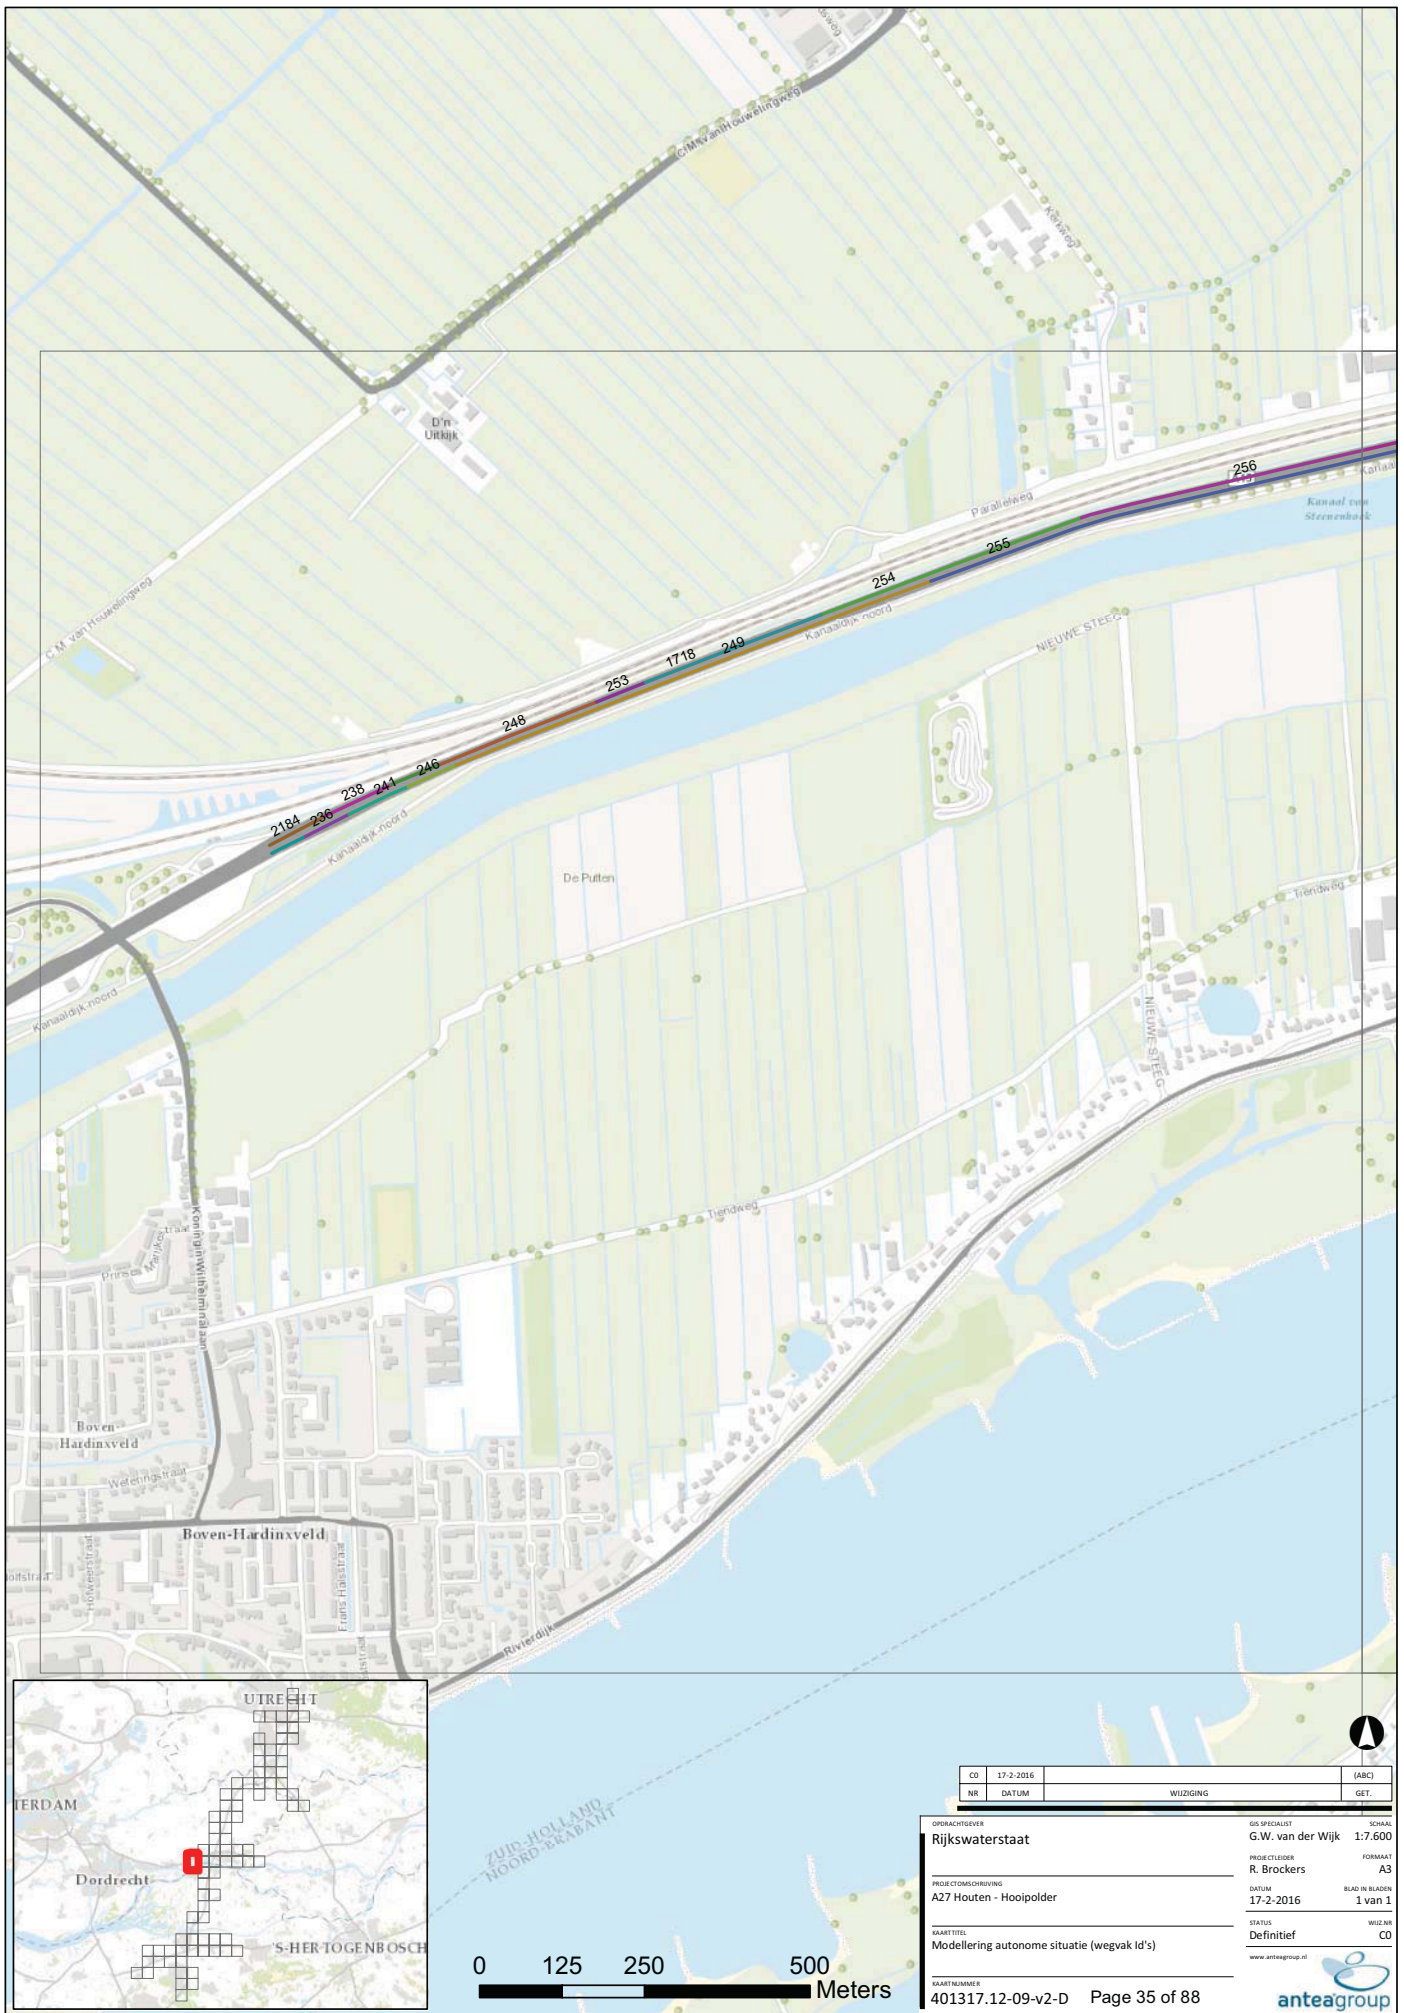 C.M. van Houwelingweg
Kerkweg
D'n
Uitkijk
256
Parallelweg
Kanaal van
Steenenhoek
255
254
C.M. van Houwelingweg
Kanaaldijk-noord
NIEUWE STEEG
249
1718
253
248
246
241
238
236
2184
Kanaaldijk-noord
De Putten
Tiendweg
Kanaaldijk-noord
NIEUWE STEEG
Tiendweg
Koningin Wilhelminalaan
Prinses Marijkestraat
Boven-
Hardinxveld
Weteringstraat
Boven-Hardinxveld
Hofweerstraat
Frans Halsstraat
Rivierdijk
UTRECHT
TERDAM
Dordrecht
'S-HERTOGENBOSCH
ZUID-HOLLAND
NOORD-BRABANT
0 125 250 500
Meters
C0 17-2-2016 (ABC)
NR DATUM WIJZIGING GET.
OPDRACHTGEVER
Rijkswaterstaat
GIS SPECIALIST SCHAAL
G.W. van der Wijk 1:7.600
PROJECTLEIDER FORMAAT
R. Brockers A3
PROJECTOMSCHRIJVING
A27 Houten - Hooipolder
DATUM BLAD IN BLADEN
17-2-2016 1 van 1
KAARTTITEL
Modellering autonome situatie (wegvak Id's)
STATUS WIJZ.NR
Definitief C0
www.anteagroup.nl
KAARTNUMMER
401317.12-09-v2-D Page 35 of 88
anteagroup